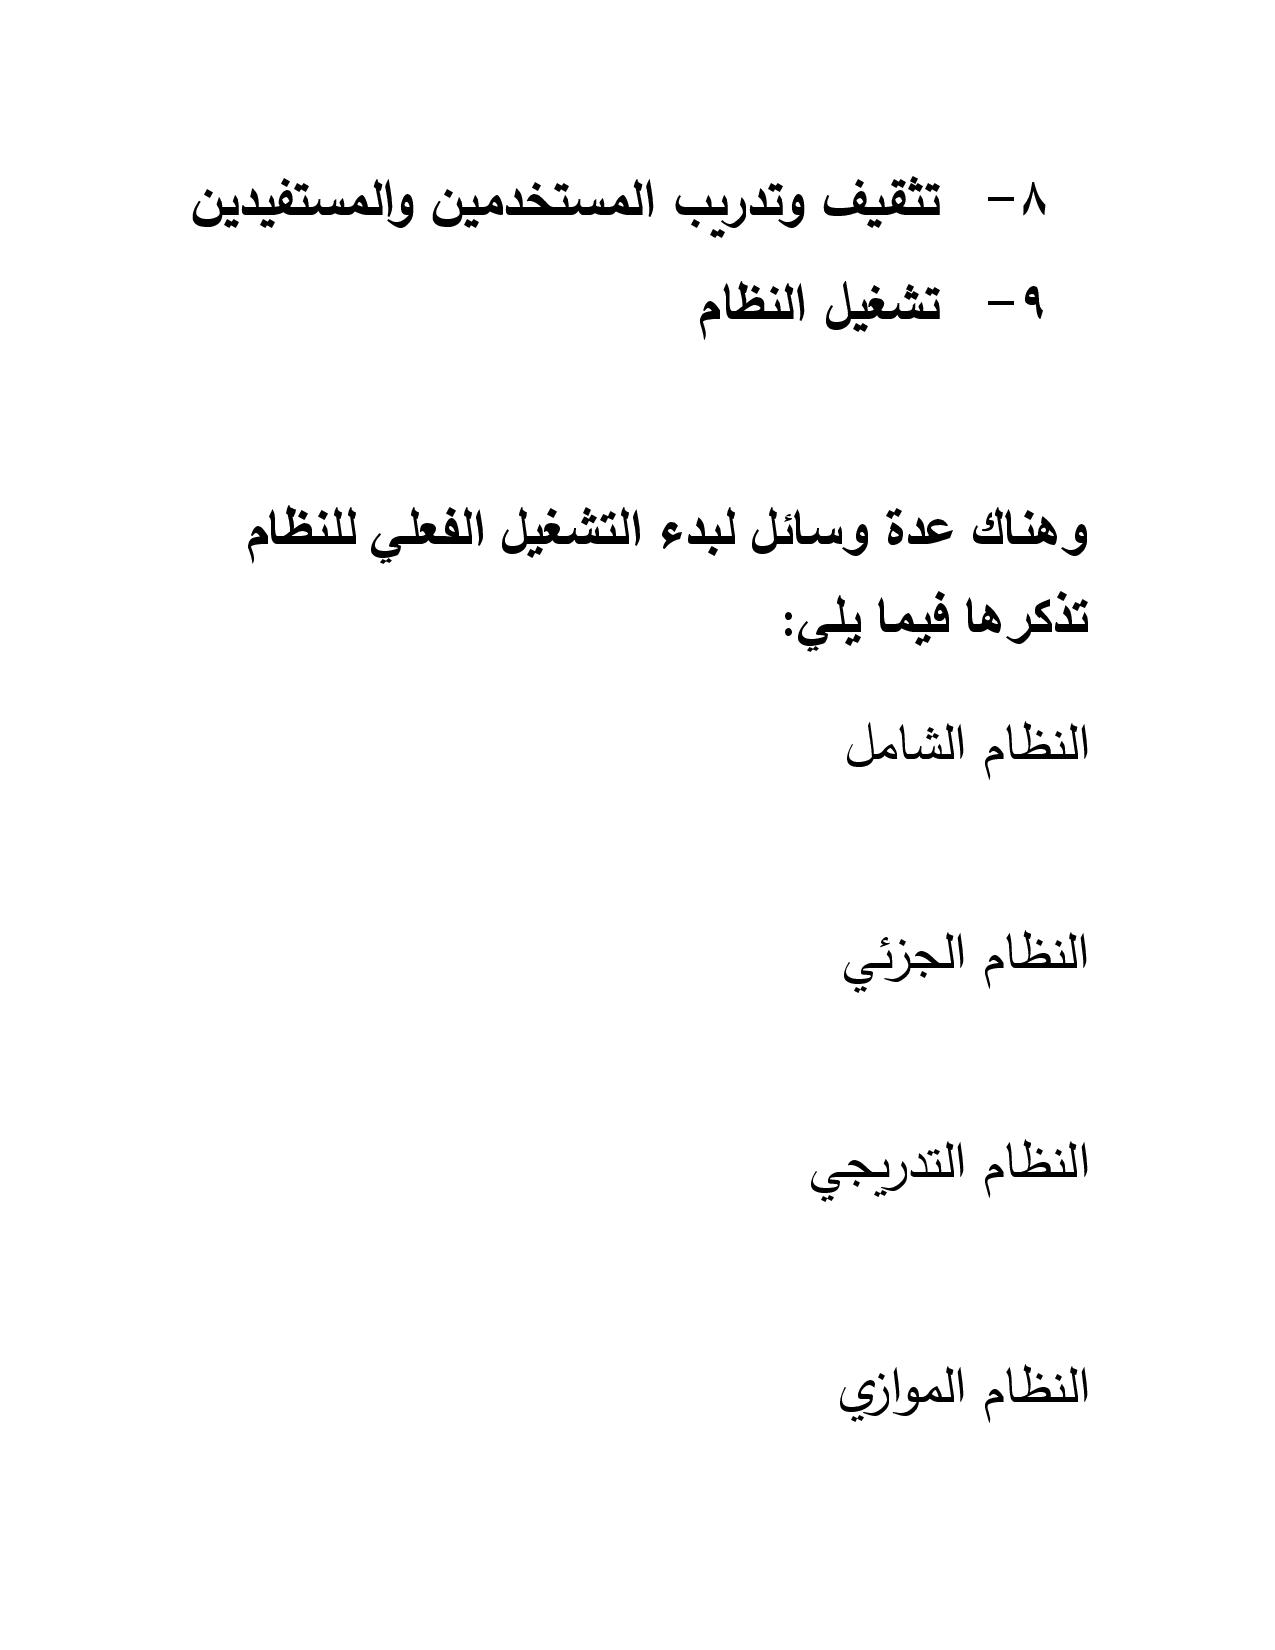 ٨- تثقيف وتدريب المستخدمين والمستفيدين
٩- تشغيل النظام
وهناك عدة وسائل لبدء التشغيل الفعلي للنظام
تذكرها فيما يلي:
النظام الشامل
النظام الجزئي
النظام التدريجي
النظام الموازي